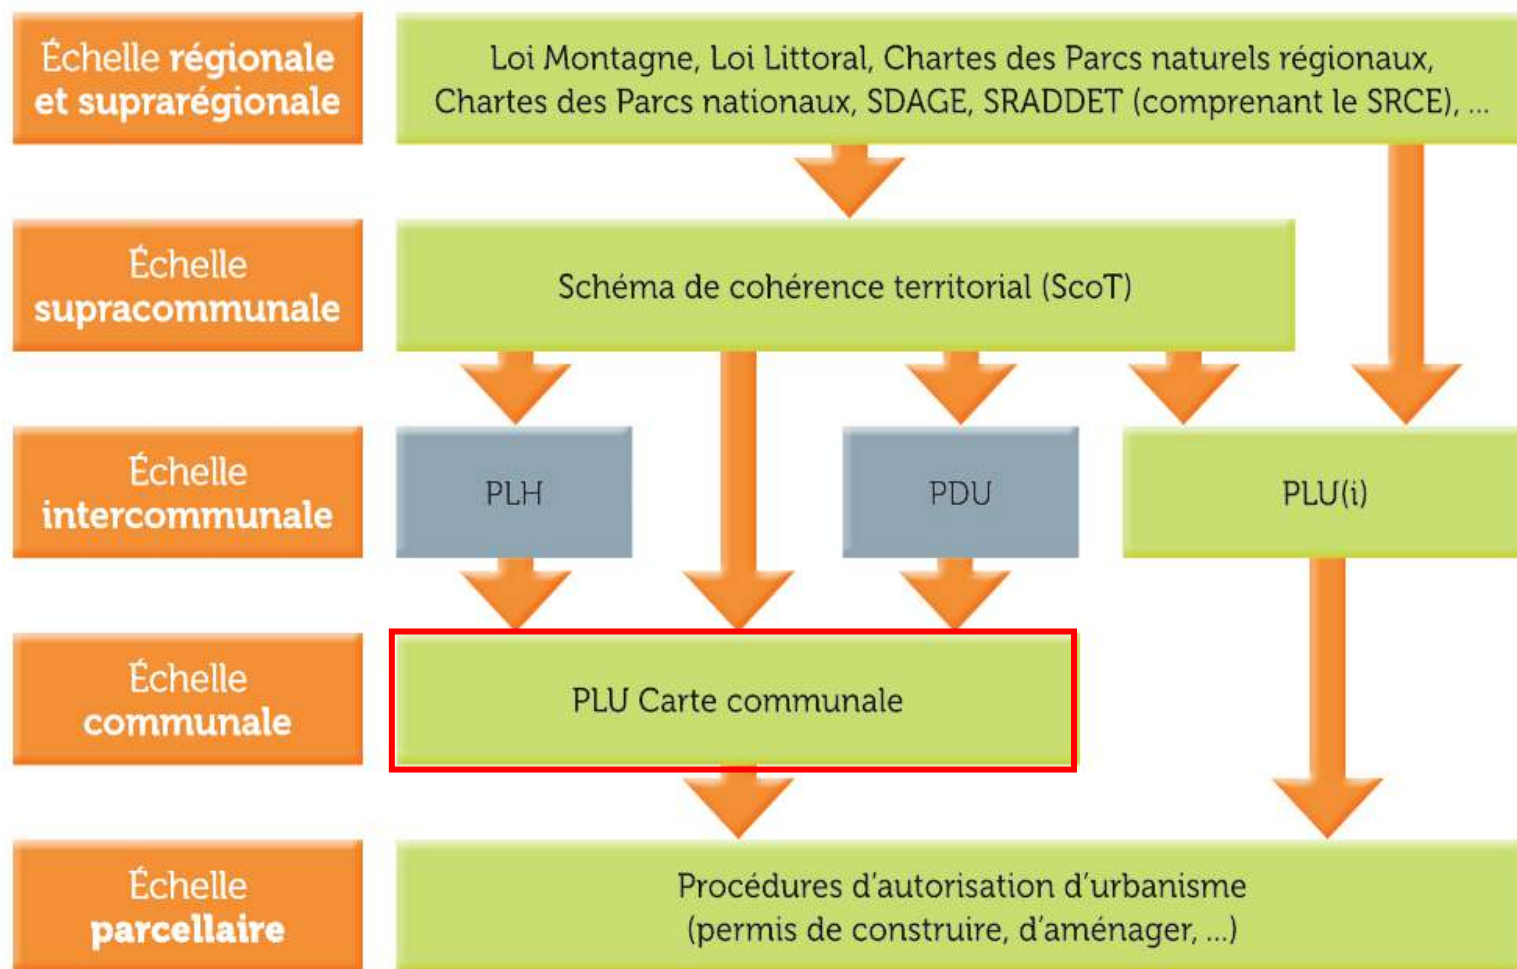 Échelle régionale
et suprarégionale
Loi Montagne, Loi Littoral, Chartes des Parcs naturels régionaux,
Chartes des Parcs nationaux, SDAGE, SRADDET (comprenant le SRCE), ...
Échelle
supracommunale
Schéma de cohérence territorial (ScoT)
Échelle
intercommunale
PLH
PDU
PLU(i)
Échelle
communale
PLU Carte communale
Échelle
parcellaire
Procédures d'autorisation d'urbanisme
(permis de construire, d'aménager, ...)